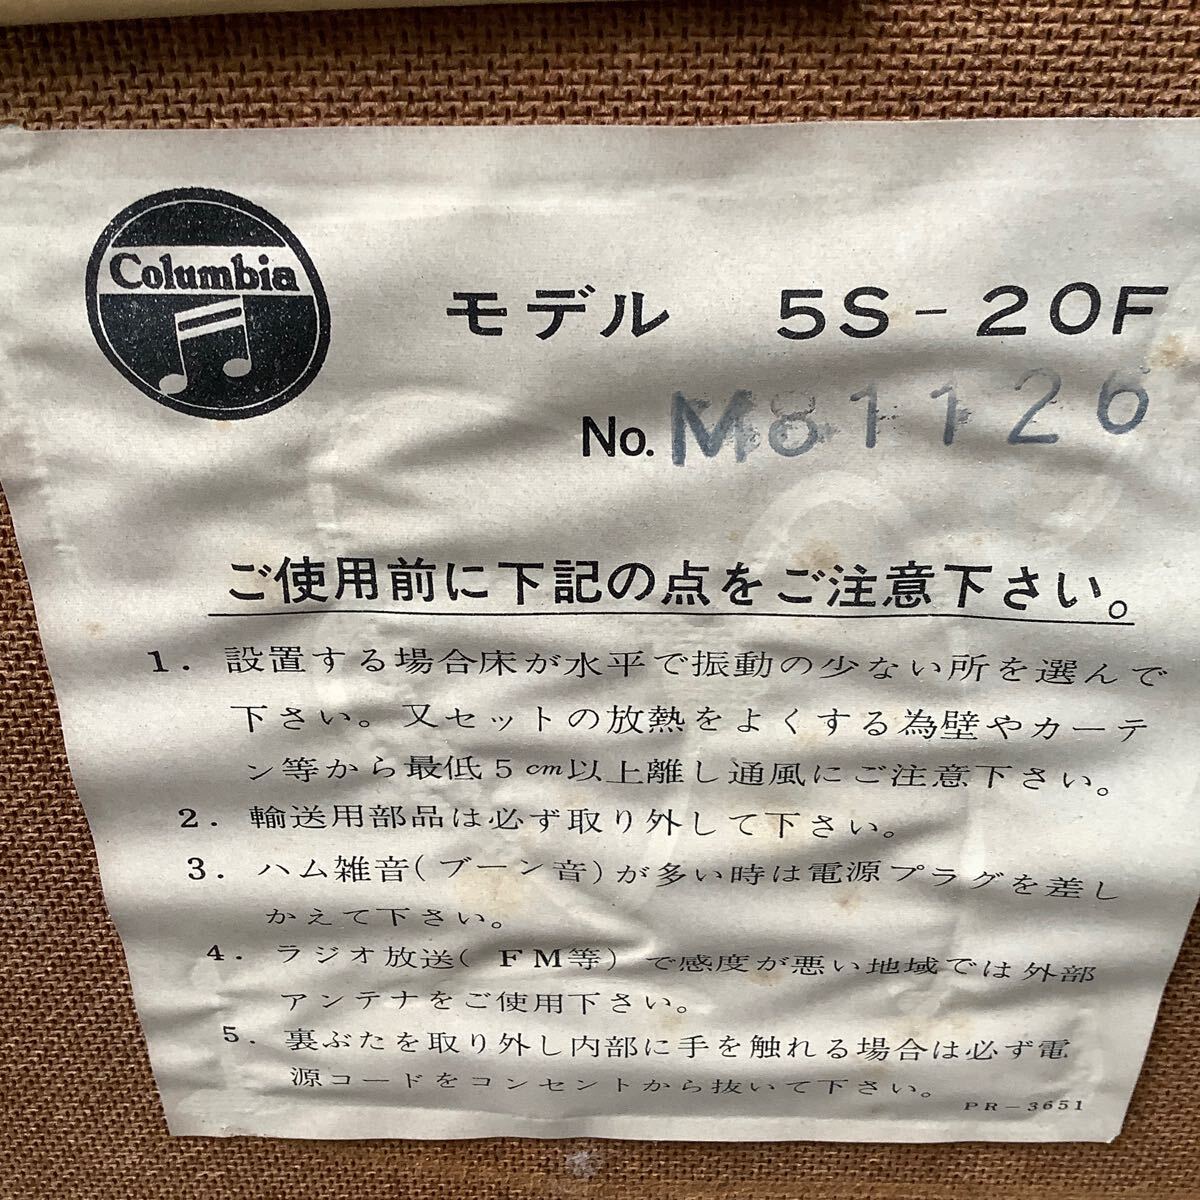 Columbia
モデル 5S-20F
No. M81126
ご使用前に下記の点をご注意下さい。
1. 設置する場合床が水平で振動の少ない所を選んで
下さい。又セットの放熱をよくする為壁やカーテ
ン等から最低5cm以上離し通風にご注意下さい。
2. 輸送用部品は必ず取り外して下さい。
3. ハム雑音(ブーン音)が多い時は電源プラグを差し
かえて下さい。
4. ラジオ放送(FM等)で感度が悪い地域では外部
アンテナをご使用下さい。
5. 裏ぶたを取り外し内部に手を触れる場合は必ず電
源コードをコンセントから抜いて下さい。
PR-3651